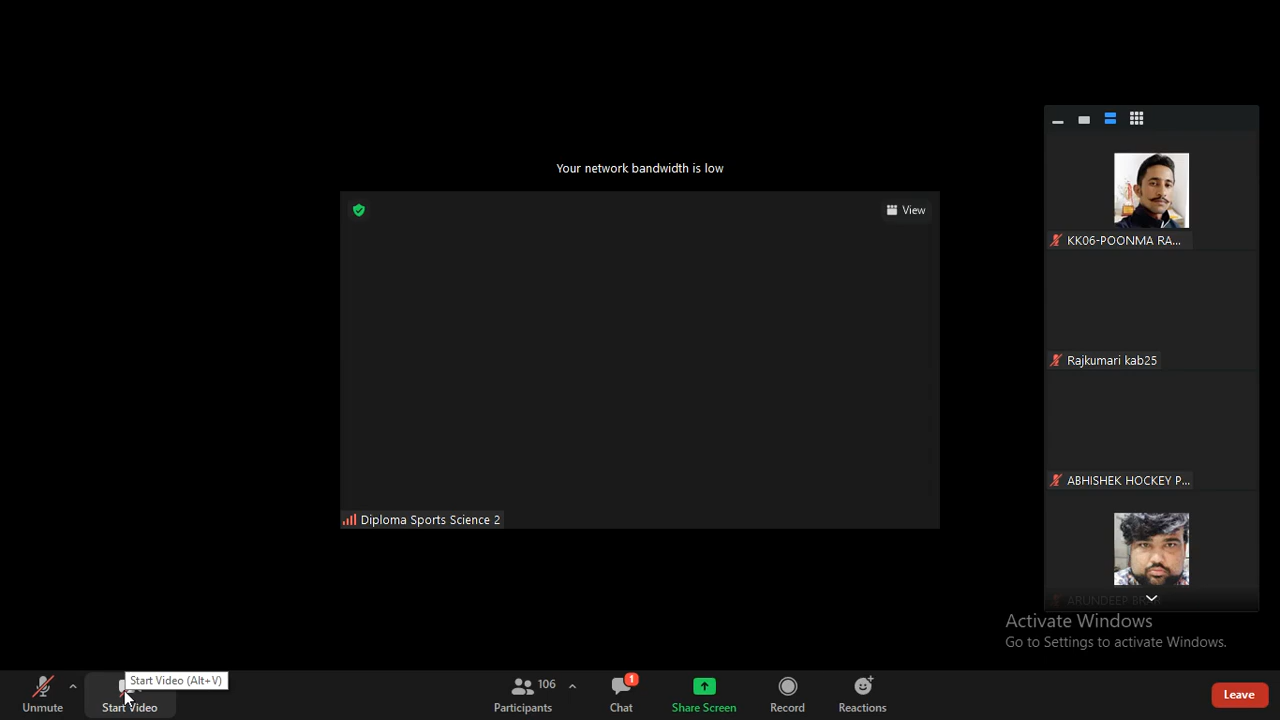 Your network bandwidth is low
View
KK06-POONMA RA...
Rajkumari kab25
ABHISHEK HOCKEY P...
Diploma Sports Science 2
Activate Windows
Go to Settings to activate Windows.
Start Video (Alt+V)
106
1
Unmute
Start Video
Participants
Chat
Share Screen
Record
Reactions
Leave